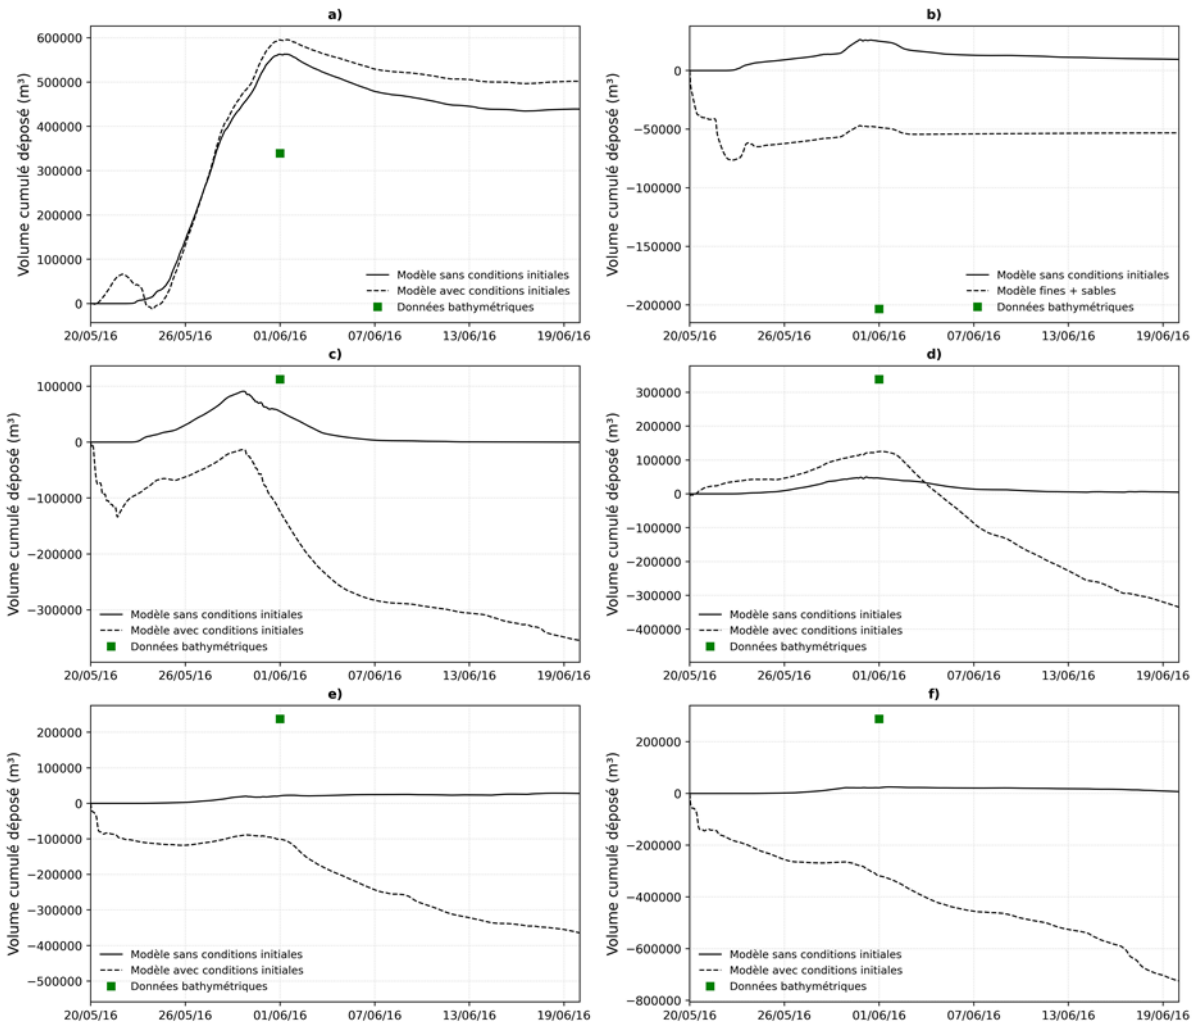 a)
Volume cumulé déposé (m³)
600000
500000
400000
300000
200000
100000
0
Modèle sans conditions initiales
Modèle avec conditions initiales
Données bathymétriques
20/05/16 26/05/16 01/06/16 07/06/16 13/06/16 19/06/16
b)
Volume cumulé déposé (m³)
0
−50000
−100000
−150000
−200000
Modèle sans conditions initiales
Modèle fines + sables
Données bathymétriques
20/05/16 26/05/16 01/06/16 07/06/16 13/06/16 19/06/16
c)
Volume cumulé déposé (m³)
100000
0
−100000
−200000
−300000
Modèle sans conditions initiales
Modèle avec conditions initiales
Données bathymétriques
20/05/16 26/05/16 01/06/16 07/06/16 13/06/16 19/06/16
d)
Volume cumulé déposé (m³)
300000
200000
100000
0
−100000
−200000
−300000
−400000
Modèle sans conditions initiales
Modèle avec conditions initiales
Données bathymétriques
20/05/16 26/05/16 01/06/16 07/06/16 13/06/16 19/06/16
e)
Volume cumulé déposé (m³)
200000
100000
0
−100000
−200000
−300000
−400000
−500000
Modèle sans conditions initiales
Modèle avec conditions initiales
Données bathymétriques
20/05/16 26/05/16 01/06/16 07/06/16 13/06/16 19/06/16
f)
Volume cumulé déposé (m³)
200000
0
−200000
−400000
−600000
−800000
Modèle sans conditions initiales
Modèle avec conditions initiales
Données bathymétriques
20/05/16 26/05/16 01/06/16 07/06/16 13/06/16 19/06/16